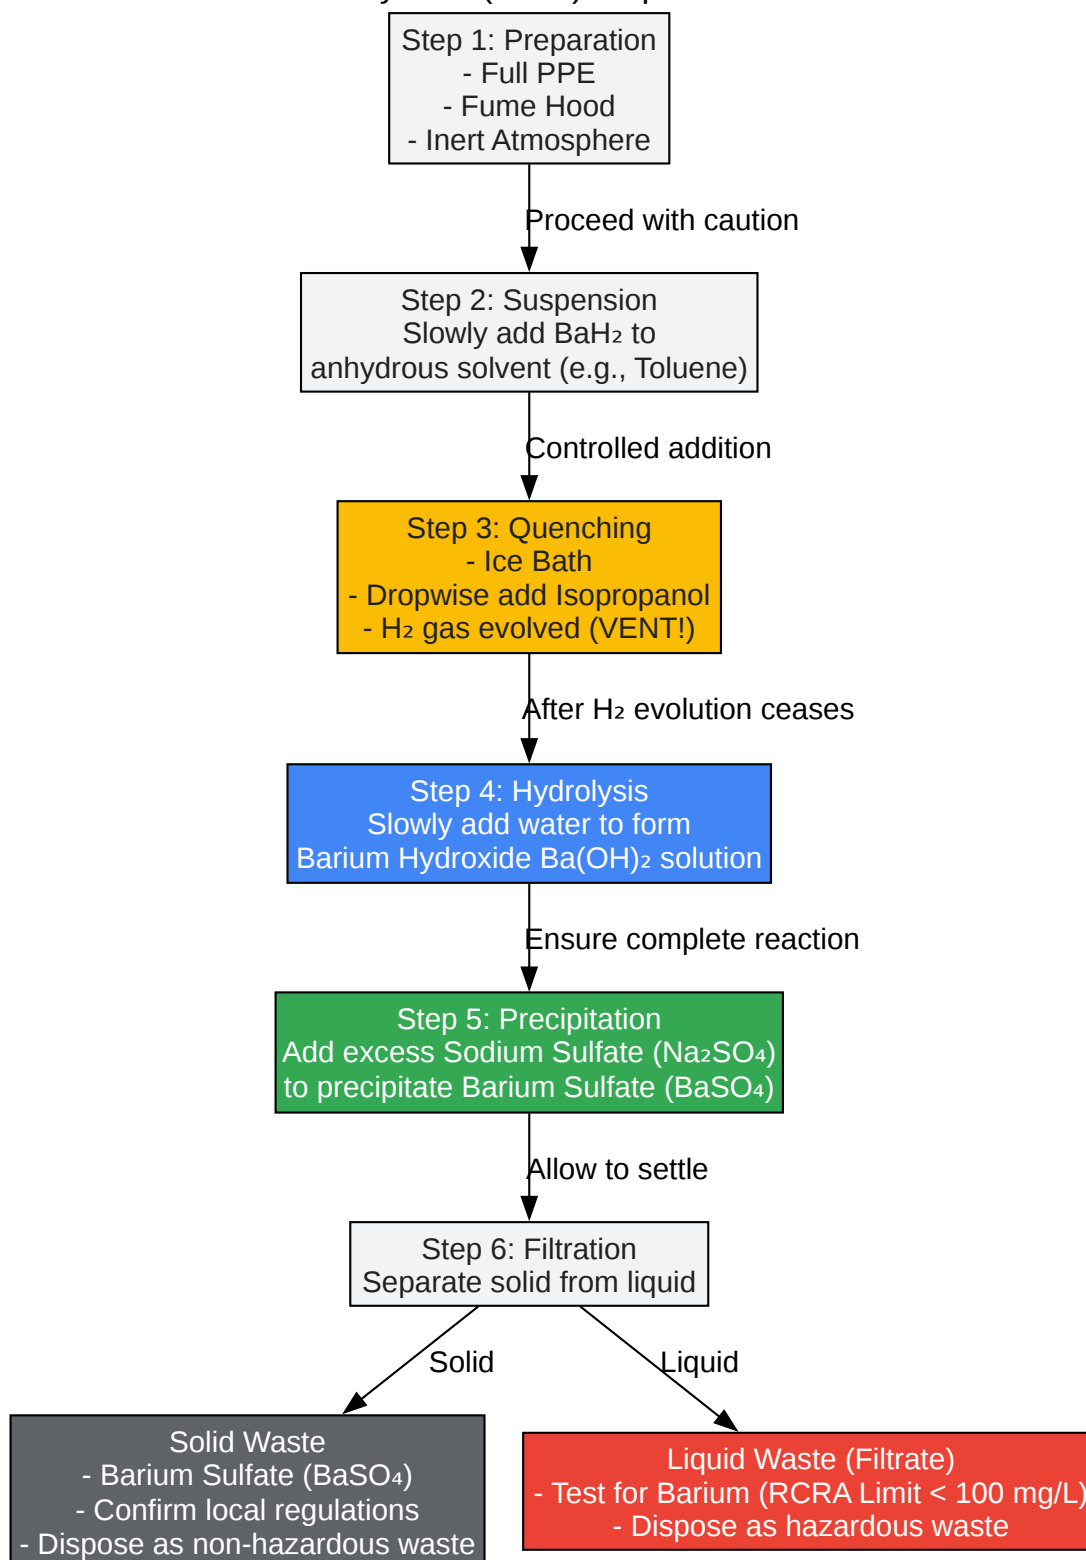 Step 1: Preparation
- Full PPE
- Fume Hood
- Inert Atmosphere
Proceed with caution
Step 2: Suspension
Slowly add BaH₂ to
anhydrous solvent (e.g., Toluene)
Controlled addition
Step 3: Quenching
- Ice Bath
- Dropwise add Isopropanol
- H₂ gas evolved (VENT!)
After H₂ evolution ceases
Step 4: Hydrolysis
Slowly add water to form
Barium Hydroxide Ba(OH)₂ solution
Ensure complete reaction
Step 5: Precipitation
Add excess Sodium Sulfate (Na₂SO₄)
to precipitate Barium Sulfate (BaSO₄)
Allow to settle
Step 6: Filtration
Separate solid from liquid
Solid
Liquid
Solid Waste
- Barium Sulfate (BaSO₄)
- Confirm local regulations
- Dispose as non-hazardous waste
Liquid Waste (Filtrate)
- Test for Barium (RCRA Limit < 100 mg/L)
- Dispose as hazardous waste